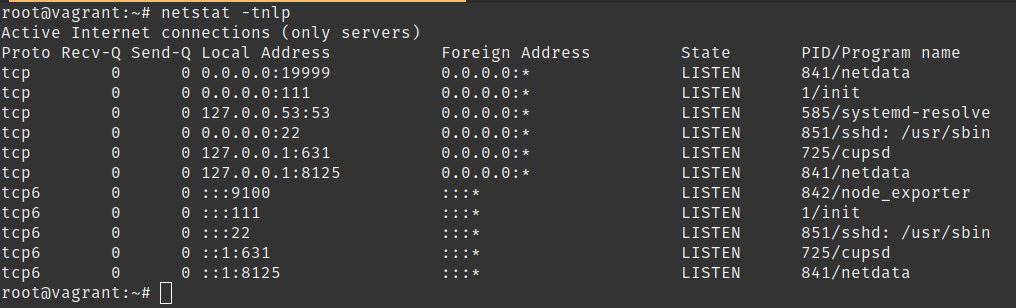 root@vagrant:~# netstat -tnlp
Active Internet connections (only servers)
Proto Recv-Q Send-Q Local Address           Foreign Address         State       PID/Program name
tcp        0      0 0.0.0.0:19999           0.0.0.0:*               LISTEN      841/netdata
tcp        0      0 0.0.0.0:111             0.0.0.0:*               LISTEN      1/init
tcp        0      0 127.0.0.53:53           0.0.0.0:*               LISTEN      585/systemd-resolve
tcp        0      0 0.0.0.0:22              0.0.0.0:*               LISTEN      851/sshd: /usr/sbin
tcp        0      0 127.0.0.1:631           0.0.0.0:*               LISTEN      725/cupsd
tcp        0      0 127.0.0.1:8125          0.0.0.0:*               LISTEN      841/netdata
tcp6       0      0 :::9100                 :::*                    LISTEN      842/node_exporter
tcp6       0      0 :::111                  :::*                    LISTEN      1/init
tcp6       0      0 :::22                   :::*                    LISTEN      851/sshd: /usr/sbin
tcp6       0      0 ::1:631                 :::*                    LISTEN      725/cupsd
tcp6       0      0 ::1:8125                :::*                    LISTEN      841/netdata
root@vagrant:~#